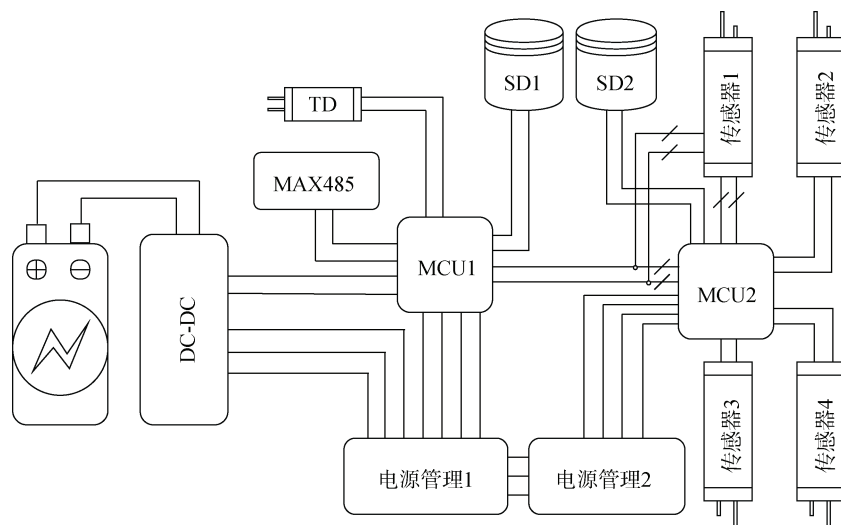 SD1
SD2
传感器1
传感器2
TD
MAX485
MCU1
MCU2
DC-DC
传感器3
传感器4
电源管理1
电源管理2